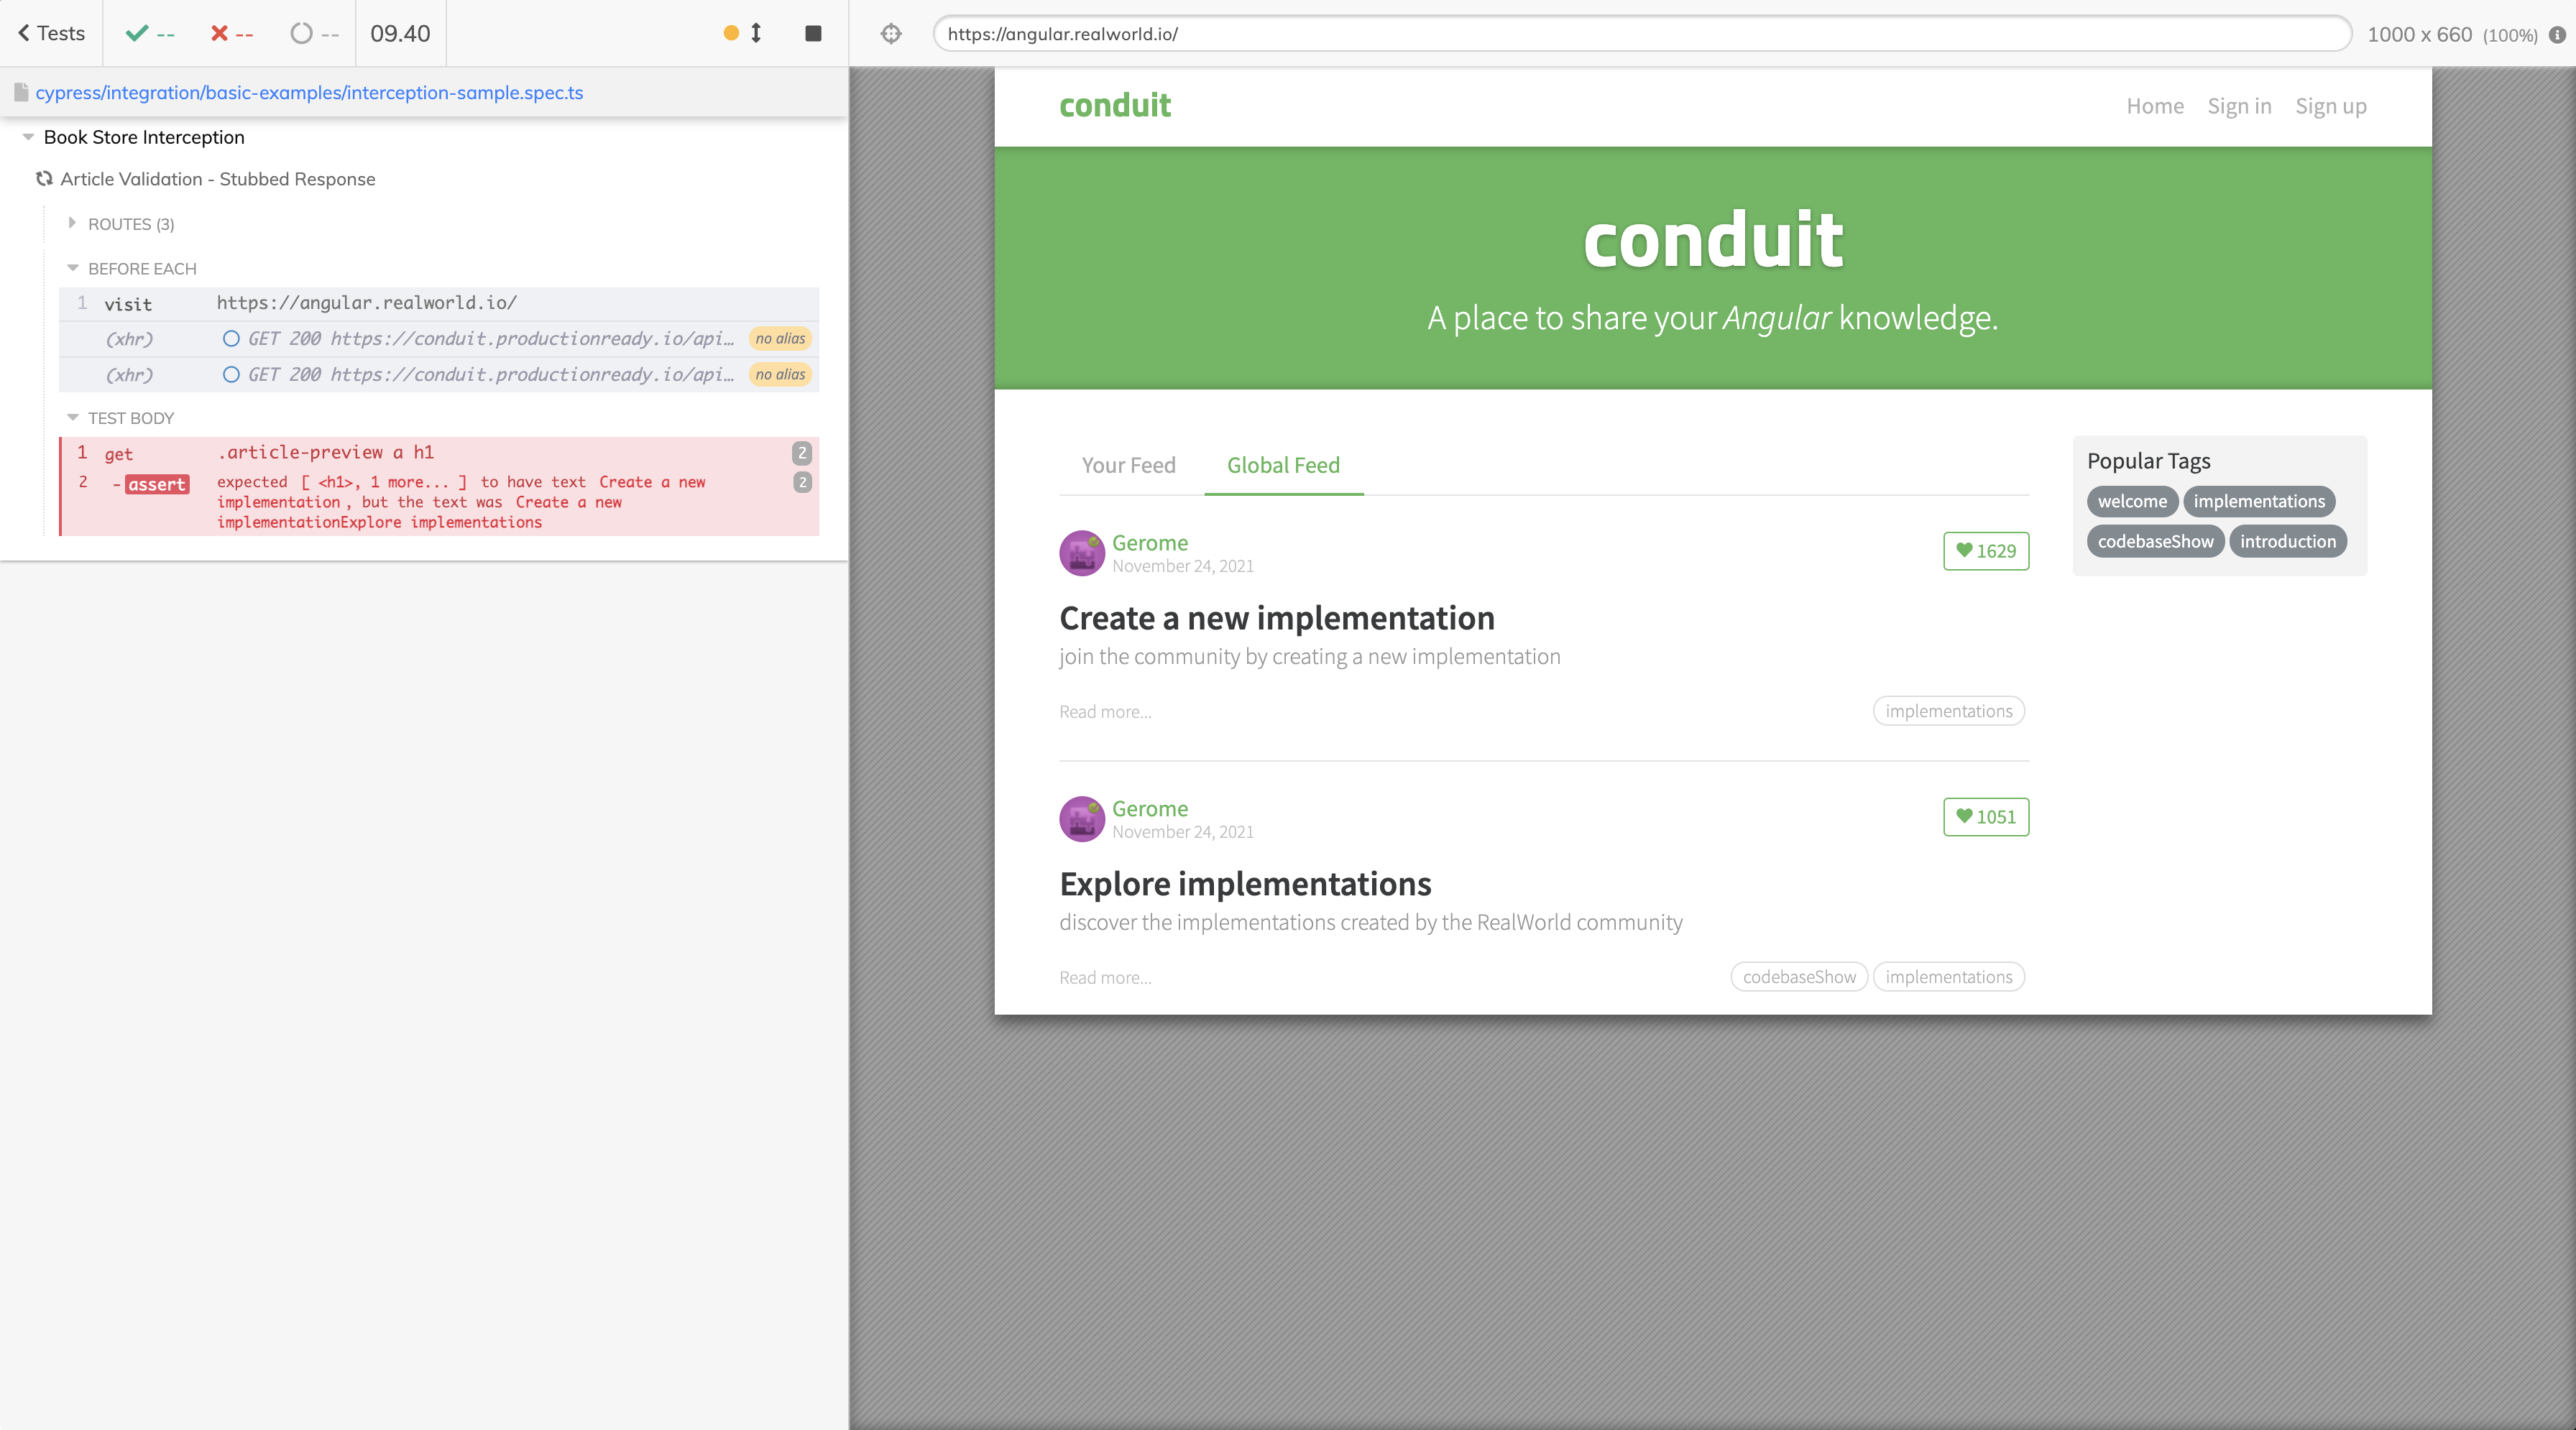 Tests -- -- -- 09.40
https://angular.realworld.io/
1000 x 660 (100%)
cypress/integration/basic-examples/interception-sample.spec.ts
Book Store Interception
Article Validation - Stubbed Response
ROUTES (3)
BEFORE EACH
1 visit https://angular.realworld.io/
(xhr) GET 200 https://conduit.productionready.io/api… no alias
(xhr) GET 200 https://conduit.productionready.io/api… no alias
TEST BODY
1 get .article-preview a h1 2
2 -assert expected [ <h1>, 1 more... ] to have text Create a new 2
implementation, but the text was Create a new
implementationExplore implementations
conduit
Home Sign in Sign up
conduit
A place to share your Angular knowledge.
Your Feed Global Feed
Gerome
November 24, 2021
1629
Create a new implementation
join the community by creating a new implementation
Read more...
implementations
Gerome
November 24, 2021
1051
Explore implementations
discover the implementations created by the RealWorld community
Read more...
codebaseShow implementations
Popular Tags
welcome implementations
codebaseShow introduction